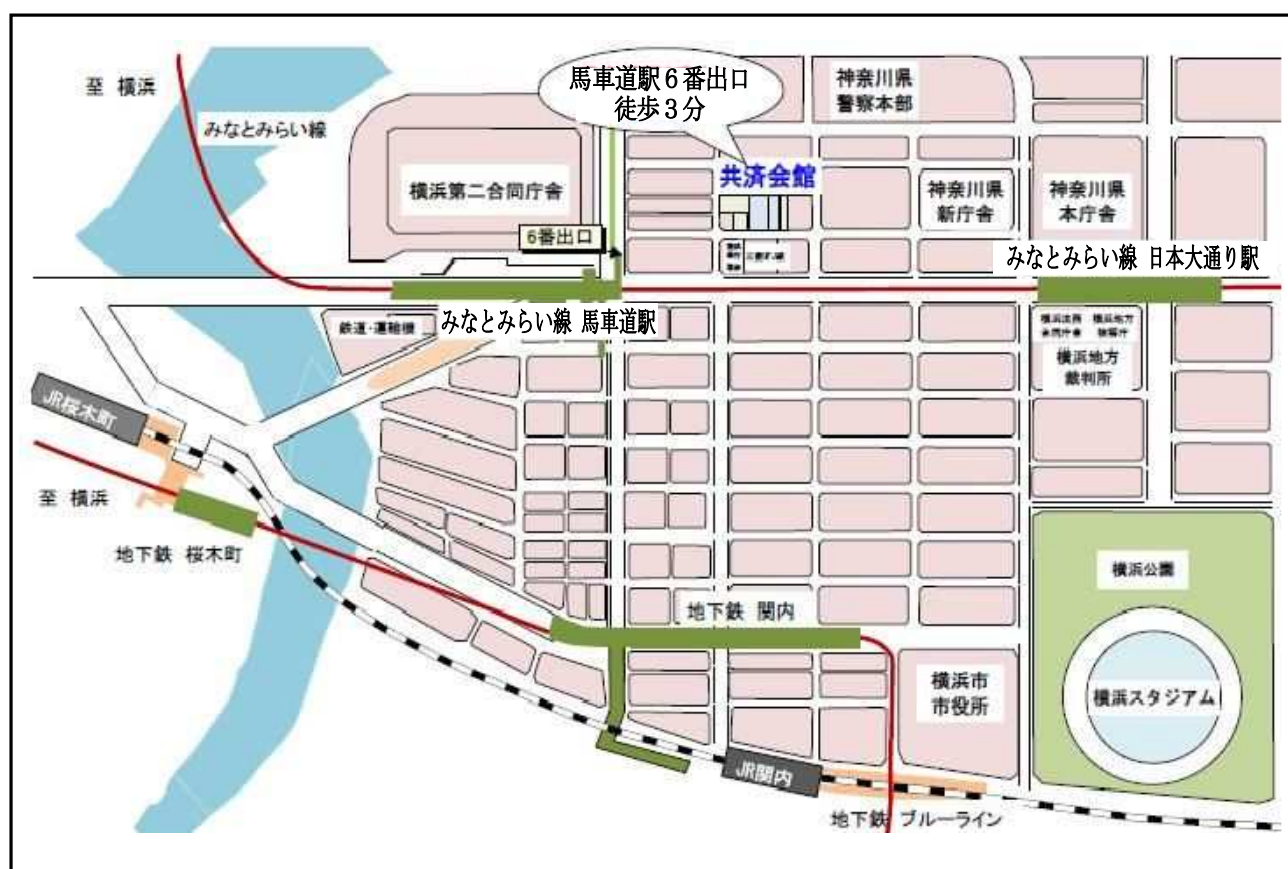 馬車道駅6番出口
徒歩3分
至 横浜
みなとみらい線
神奈川県
警察本部
横浜第二合同庁舎
共済会館
神奈川県
新庁舎
神奈川県
本庁舎
6番出口
みなとみらい線 日本大通り駅
みなとみらい線 馬車道駅
横浜地方
裁判所
JR桜木町
至 横浜
地下鉄 桜木町
横浜公園
地下鉄 関内
横浜市
市役所
横浜スタジアム
JR関内
地下鉄 ブルーライン